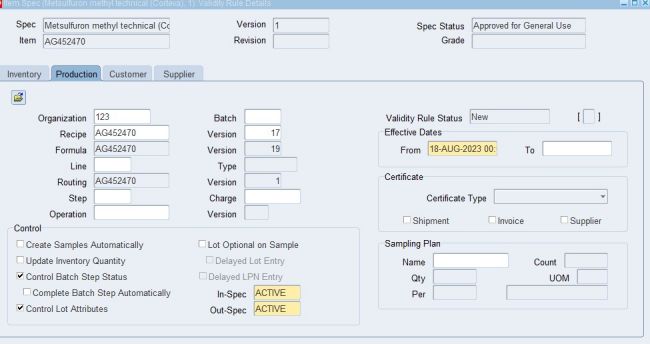 Item Spec (Metsulfuron methyl technical (Corteva), 1): Validity Rule Details
Spec Metsulfuron methyl technical (Co Version 1 Spec Status Approved for General Use
Item AG452470 Revision Grade
Inventory Production Customer Supplier
Organization 123 Batch Validity Rule Status New [ ]
Recipe AG452470 Version 17 Effective Dates
Formula AG452470 Version 19 From 18-AUG-2023 00: To
Line Type Certificate
Routing AG452470 Version 1 Certificate Type
Step Charge
Operation Version Shipment Invoice Supplier
Control
Create Samples Automatically Lot Optional on Sample Sampling Plan
Update Inventory Quantity Delayed Lot Entry Name Count
Control Batch Step Status Delayed LPN Entry Qty UOM
Complete Batch Step Automatically In-Spec ACTIVE Per
Control Lot Attributes Out-Spec ACTIVE